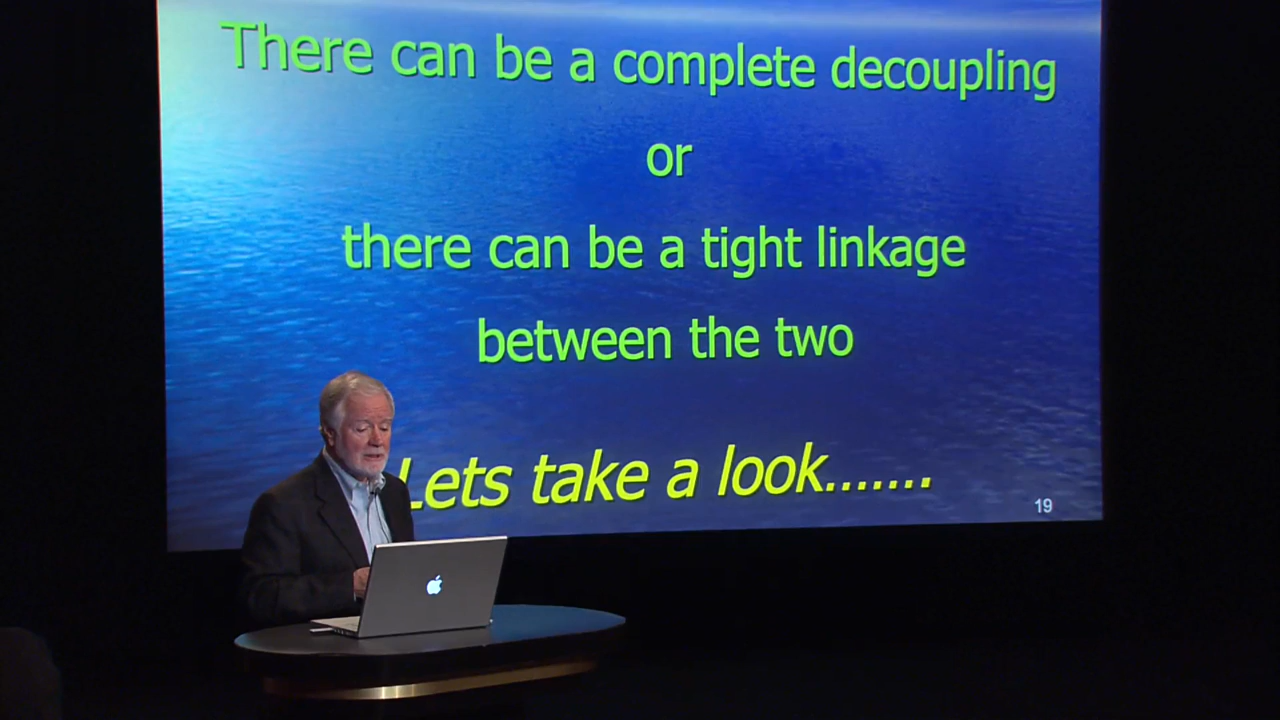 There can be a complete decoupling
or
there can be a tight linkage
between the two
Lets take a look.......
19